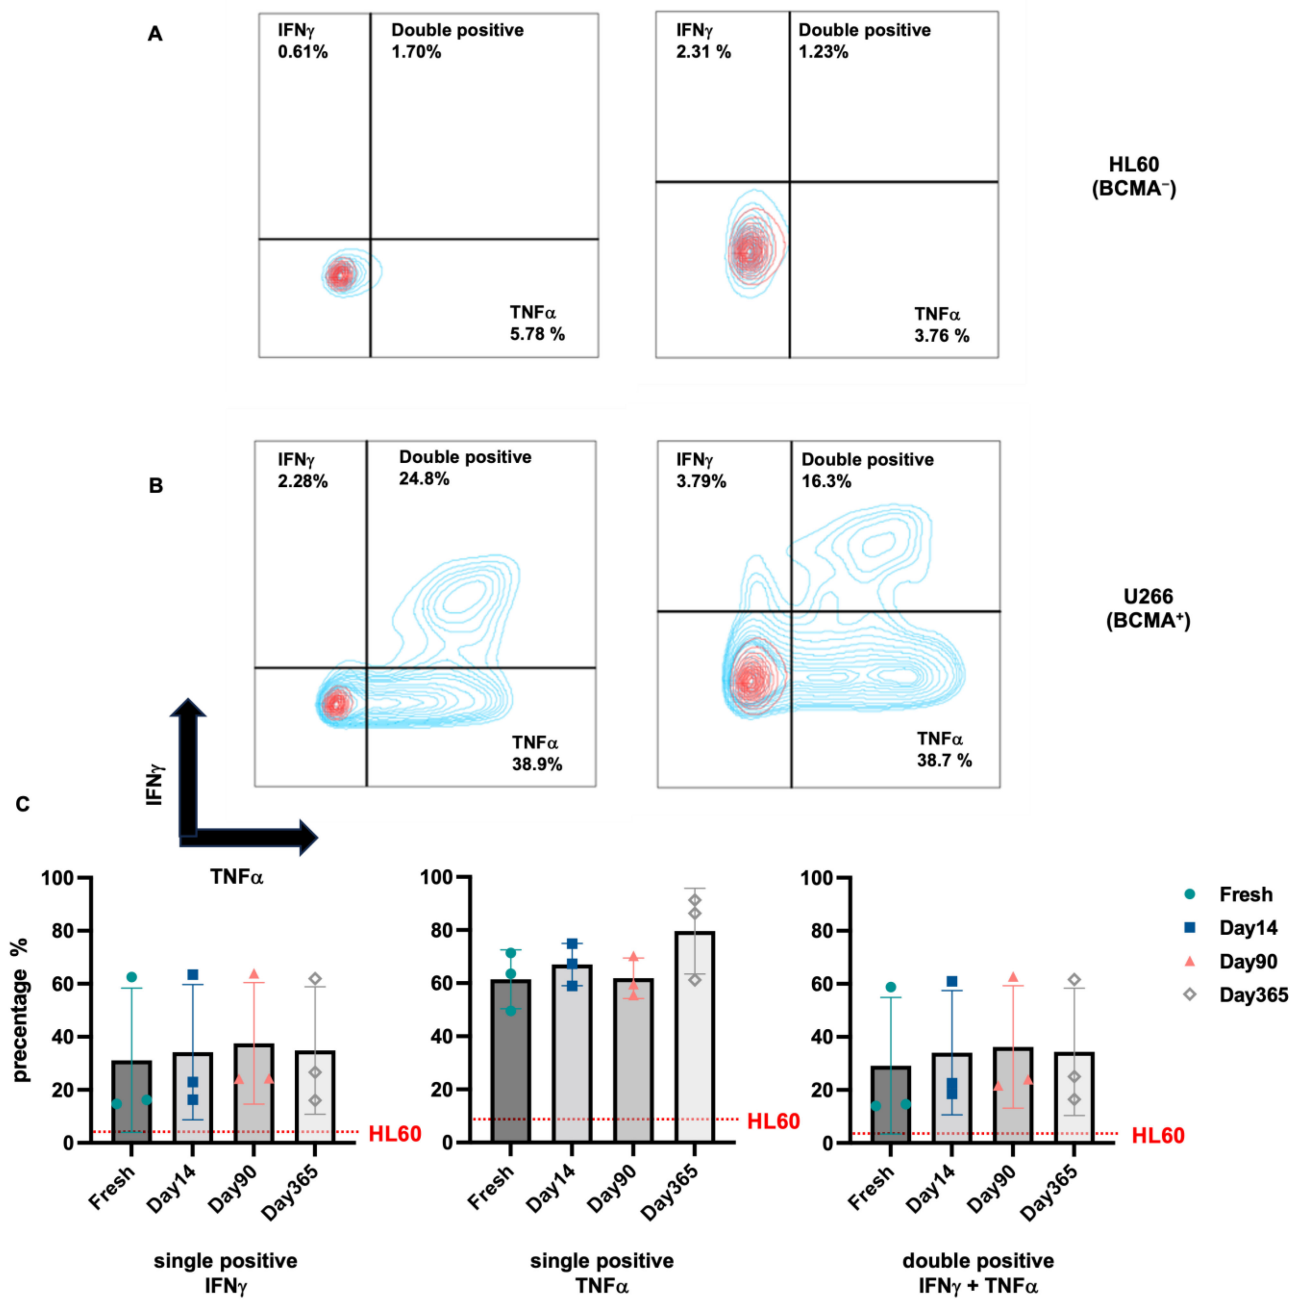 A
IFNγ
0.61%
Double positive
1.70%
TNFα
5.78 %
IFNγ
2.31 %
Double positive
1.23%
TNFα
3.76 %
HL60
(BCMA⁻)
B
IFNγ
2.28%
Double positive
24.8%
TNFα
38.9%
IFNγ
3.79%
Double positive
16.3%
TNFα
38.7 %
U266
(BCMA⁺)
IFNγ
TNFα
C
precentage %
100
80
60
40
20
0
HL60
Fresh
Day14
Day90
Day365
single positive
IFNγ
100
80
60
40
20
0
HL60
Fresh
Day14
Day90
Day365
single positive
TNFα
100
80
60
40
20
0
HL60
Fresh
Day14
Day90
Day365
double positive
IFNγ + TNFα
Fresh
Day14
Day90
Day365